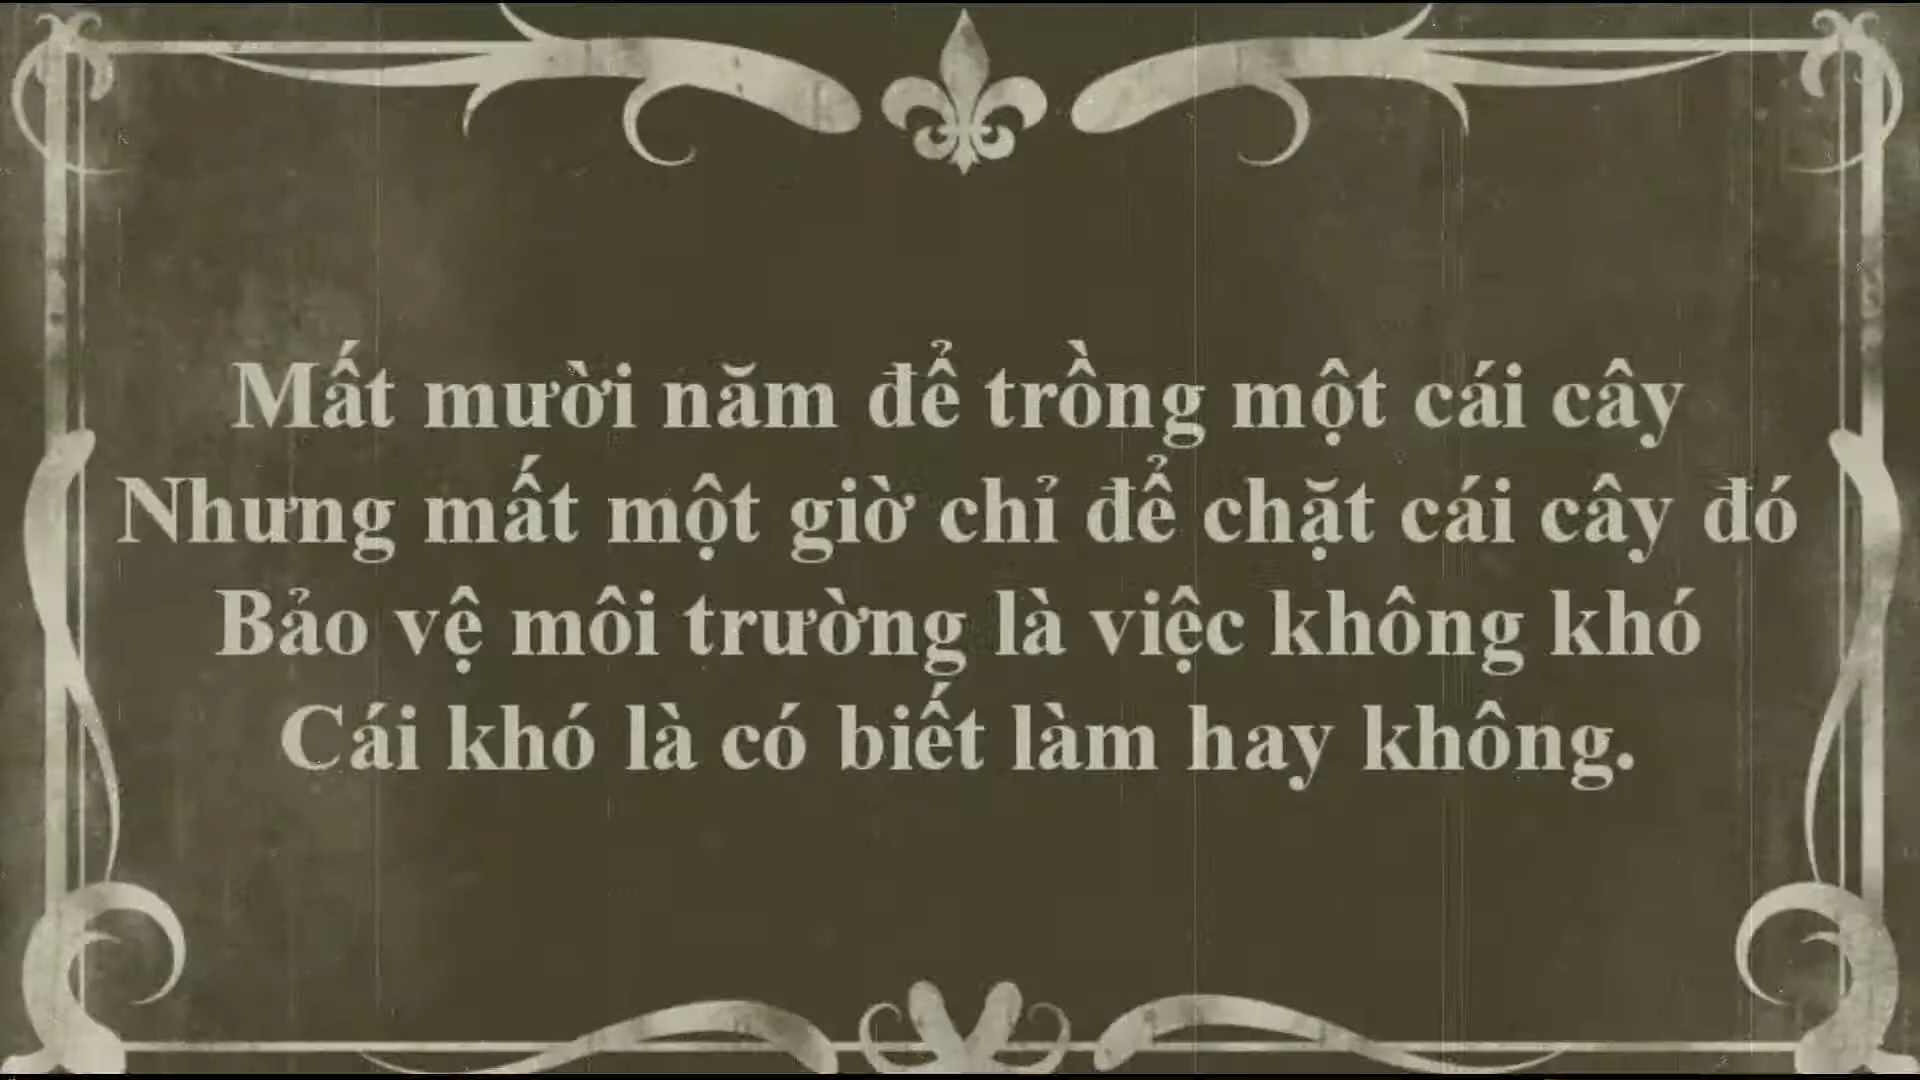 Mất mười năm để trồng một cái cây
Nhưng mất một giờ chỉ để chặt cái cây đó
Bảo vệ môi trường là việc không khó
Cái khó là có biết làm hay không.